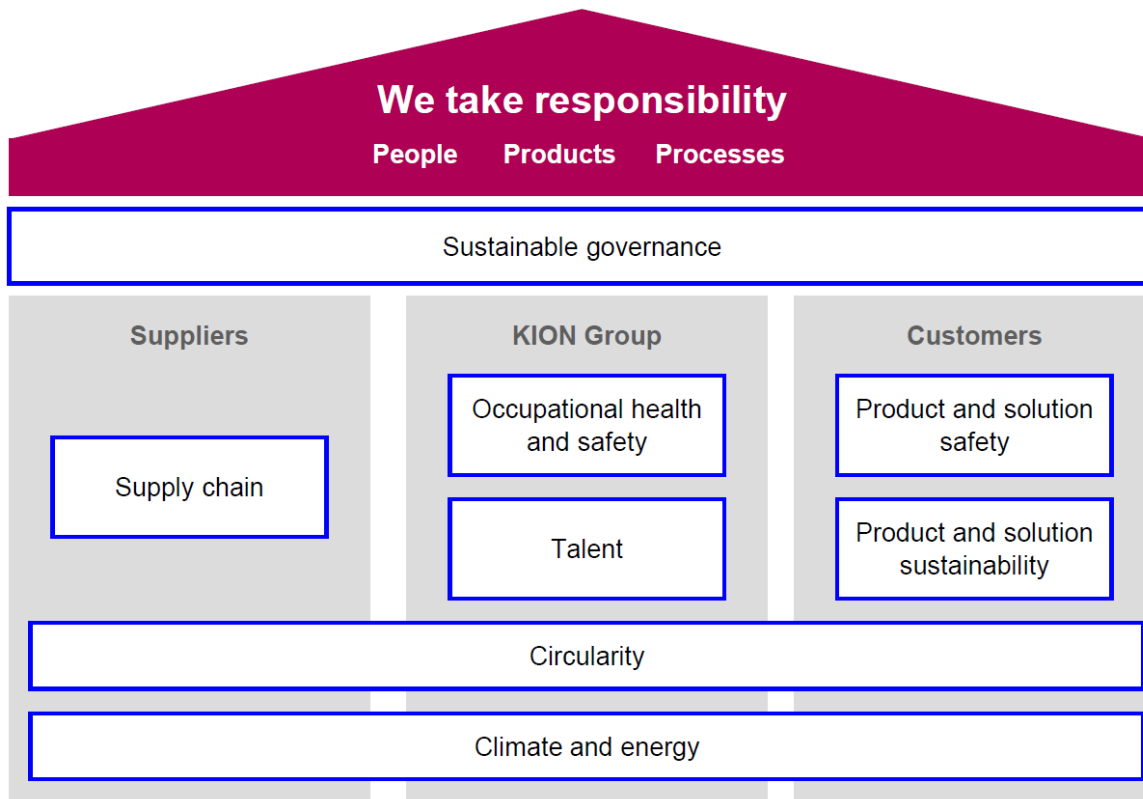 We take responsibility
People Products Processes
Sustainable governance
Suppliers
Supply chain
KION Group
Occupational health
and safety
Talent
Customers
Product and solution
safety
Product and solution
sustainability
Circularity
Climate and energy